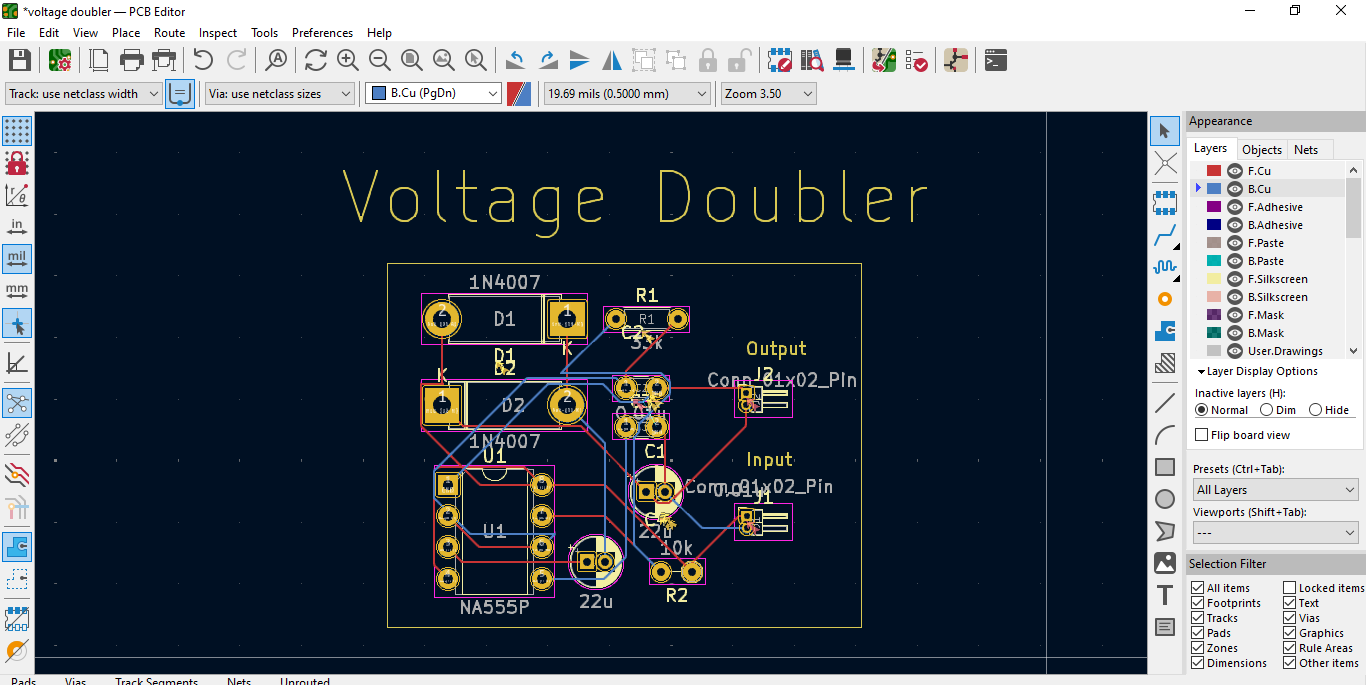 *voltage doubler — PCB Editor
File Edit View Place Route Inspect Tools Preferences Help
Track: use netclass width Via: use netclass sizes B.Cu (PgDn) 19.69 mils (0.5000 mm) Zoom 3.50
in
mil
mm
Voltage Doubler
1N4007
2 D1 1
R1
R1
C2
33k
K
D1
D2
K
1 D2 2
1N4007
Output
J2
Conn_01x02_Pin
0.01u
C1
Input
Conn_01x02_Pin
0.01u
J1
U1
U1
NA555P
22u
22u
10k
R2
Appearance
Layers Objects Nets
F.Cu
B.Cu
F.Adhesive
B.Adhesive
F.Paste
B.Paste
F.Silkscreen
B.Silkscreen
F.Mask
B.Mask
User.Drawings
Layer Display Options
Inactive layers (H):
Normal Dim Hide
Flip board view
Presets (Ctrl+Tab):
All Layers
Viewports (Shift+Tab):
---
Selection Filter
All items Locked items
Footprints Text
Tracks Vias
Pads Graphics
Zones Rule Areas
Dimensions Other items
Pads Vias Track Segments Nets Unrouted